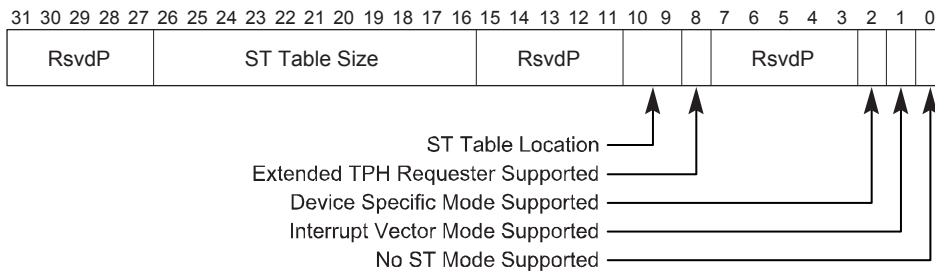 31 30 29 28 27 26 25 24 23 22 21 20 19 18 17 16 15 14 13 12 11 10 9 8 7 6 5 4 3 2 1 0
RsvdP ST Table Size RsvdP RsvdP
ST Table Location
Extended TPH Requester Supported
Device Specific Mode Supported
Interrupt Vector Mode Supported
No ST Mode Supported